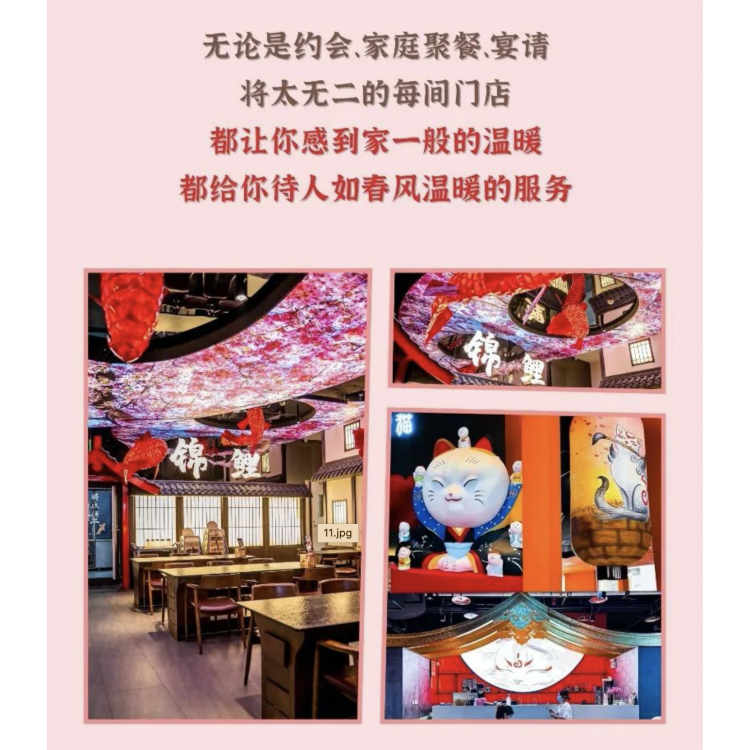 无论是约会、家庭聚餐、宴请
将太无二的每间门店
都让你感到家一般的温暖
都给你待人如春风温暖的服务
锦鲤
锦鲤
11.jpg
猫